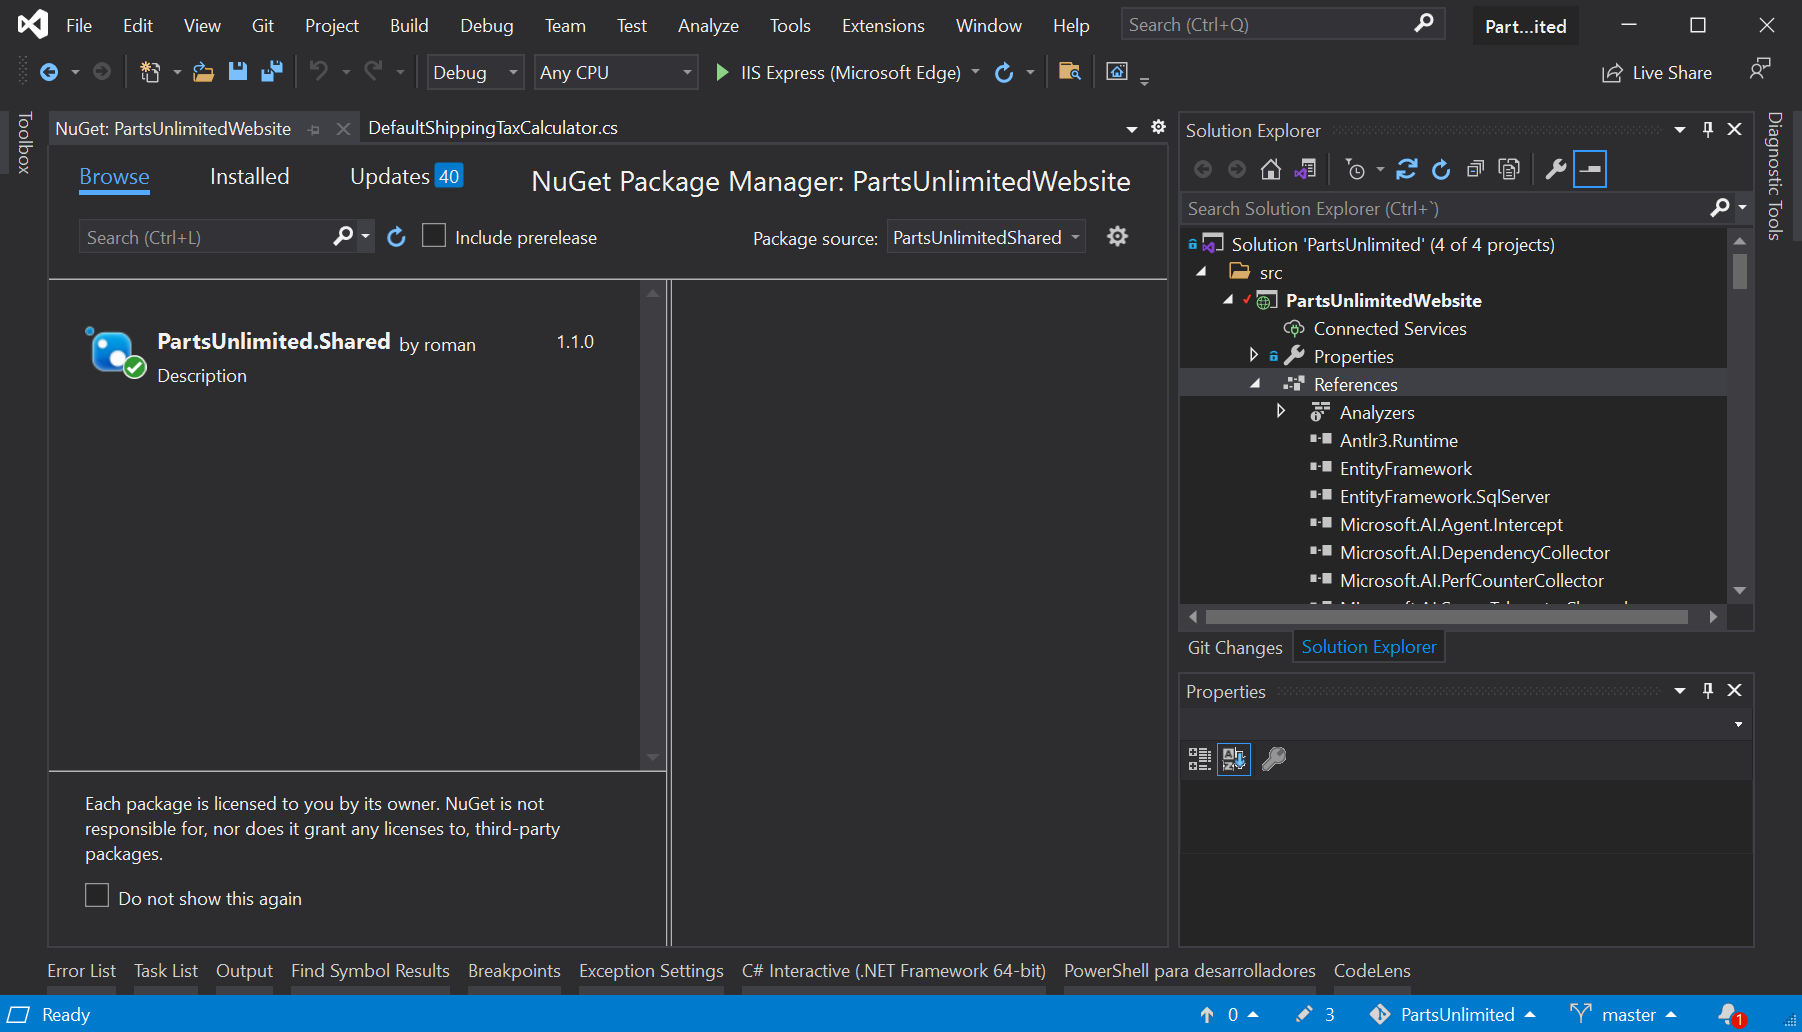 File Edit View Git Project Build Debug Team Test Analyze Tools Extensions Window Help Search (Ctrl+Q) Part...ited
Debug Any CPU IIS Express (Microsoft Edge) Live Share
Toolbox
NuGet: PartsUnlimitedWebsite DefaultShippingTaxCalculator.cs
Browse Installed Updates 40 NuGet Package Manager: PartsUnlimitedWebsite
Search (Ctrl+L) Include prerelease Package source: PartsUnlimitedShared
PartsUnlimited.Shared by roman 1.1.0
Description
Each package is licensed to you by its owner. NuGet is not
responsible for, nor does it grant any licenses to, third-party
packages.
Do not show this again
Solution Explorer
Search Solution Explorer (Ctrl+`)
Solution 'PartsUnlimited' (4 of 4 projects)
src
PartsUnlimitedWebsite
Connected Services
Properties
References
Analyzers
Antlr3.Runtime
EntityFramework
EntityFramework.SqlServer
Microsoft.AI.Agent.Intercept
Microsoft.AI.DependencyCollector
Microsoft.AI.PerfCounterCollector
Git Changes Solution Explorer
Properties
Diagnostic Tools
Error List Task List Output Find Symbol Results Breakpoints Exception Settings C# Interactive (.NET Framework 64-bit) PowerShell para desarrolladores CodeLens
Ready 0 3 PartsUnlimited master 1